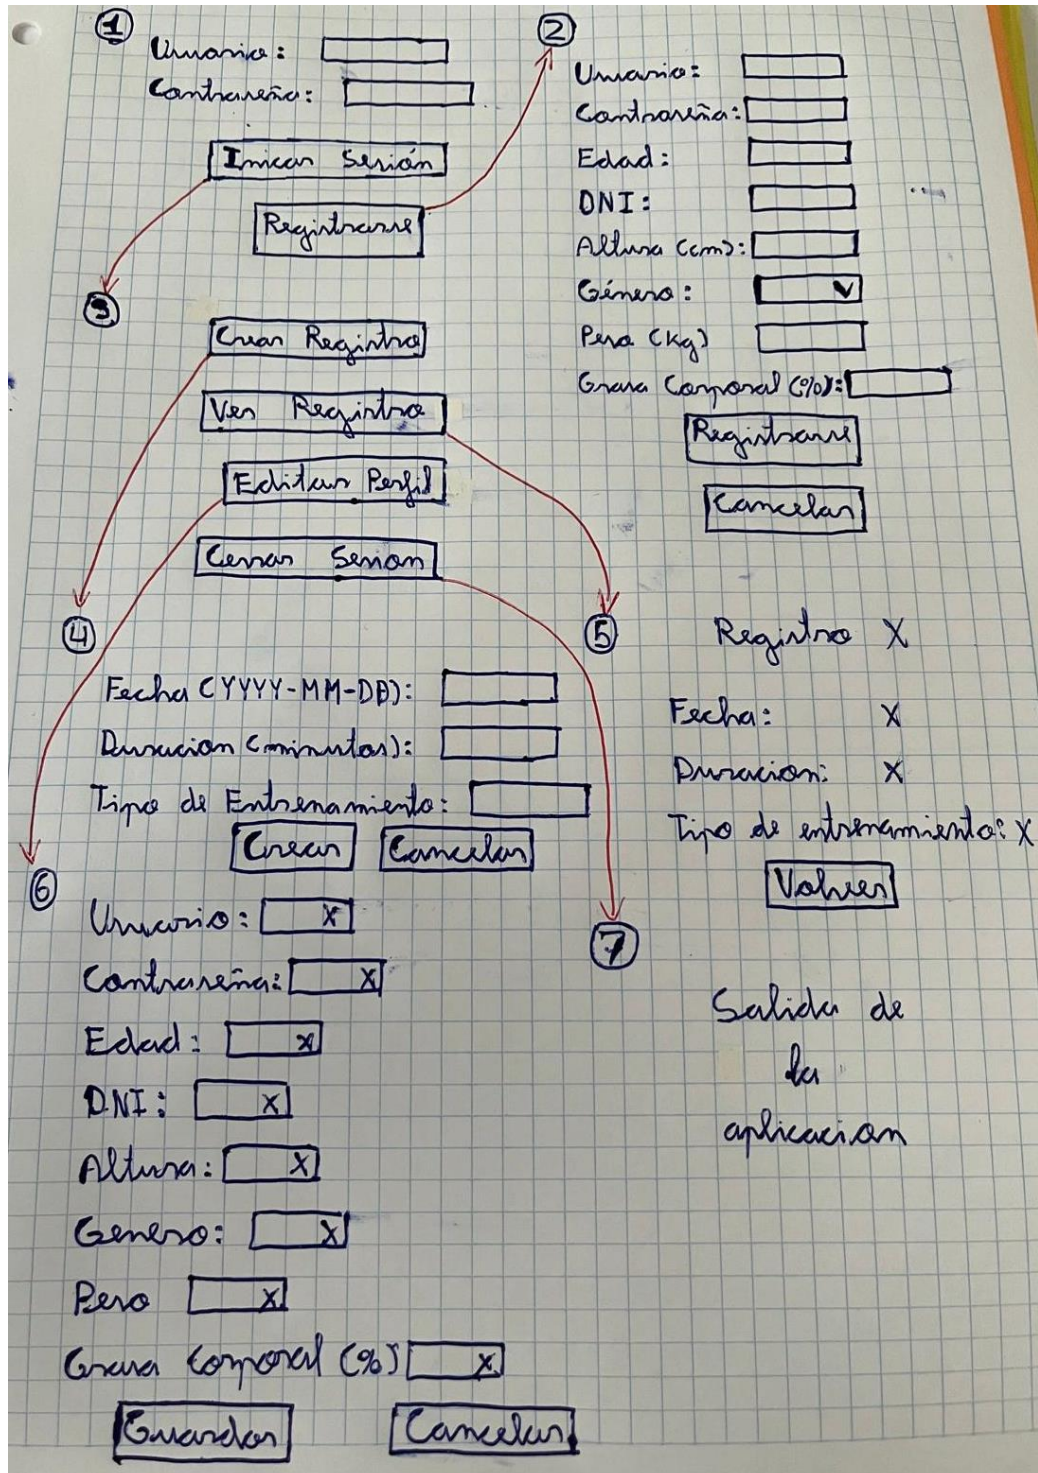 1
Usuario:
Contraseña:
Inicar Sesión
Registrarse
2
Usuario:
Contraseña:
Edad:
DNI:
Altura (cm):
Género:
Peso (Kg)
Grasa Corporal (%):
Registrarse
Cancelar
3
Crear Registro
Ver Registro
Editar Perfil
Cerrar Sesion
4
Fecha (YYYY-MM-DD):
Duracion (minutos):
Tipo de Entrenamiento:
Crear Cancelar
5
Registro X
Fecha: X
Duracion: X
Tipo de entrenamiento: X
Volver
6
Usuario: X
Contraseña: X
Edad: X
DNI: X
Altura: X
Genero: X
Peso X
Grasa Corporal (%) X
Guardar Cancelar
7
Salida de
la
aplicacion